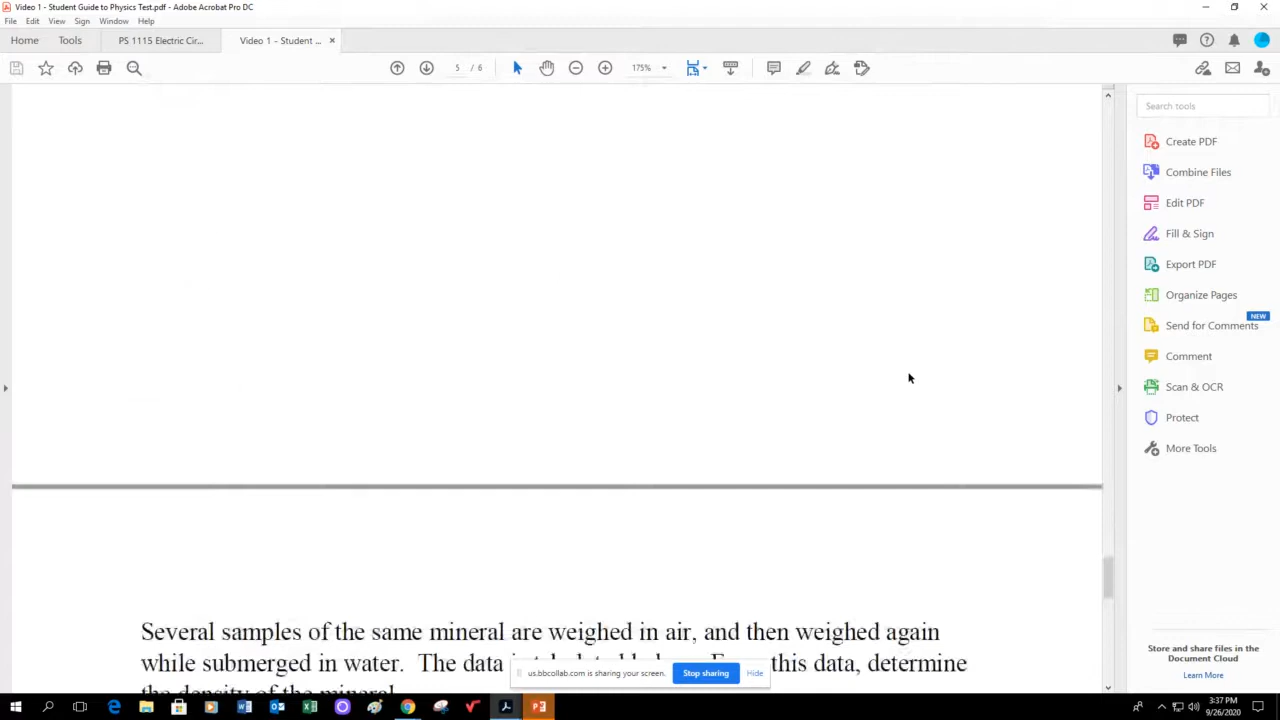 Video 1 - Student Guide to Physics Test.pdf - Adobe Acrobat Pro DC
File Edit View Sign Window Help
Home Tools PS 1115 Electric Cir... Video 1 - Student ... ×
5 / 6 175%
Search tools
Create PDF
Combine Files
Edit PDF
Fill & Sign
Export PDF
Organize Pages
NEW
Send for Comments
Comment
Scan & OCR
Protect
More Tools
Several samples of the same mineral are weighed in air, and then weighed again
while submerged in water. The data this data, determine
the density of the mineral
us.bbcollab.com is sharing your screen. Stop sharing Hide
Store and share files in the
Document Cloud
Learn More
3:37 PM
9/26/2020